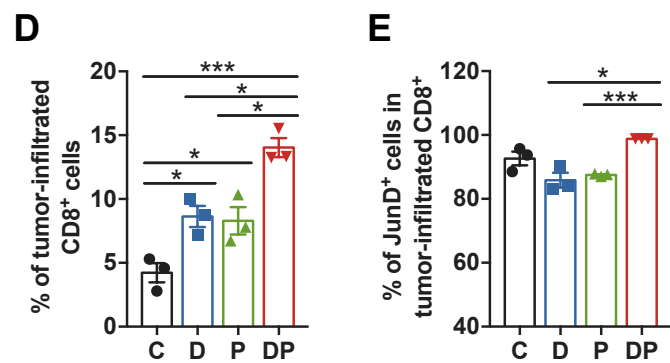 D
% of tumor-infiltrated
CD8⁺ cells
20
15
10
5
0
***
*
*
*
*
C D P DP
E
% of JunD⁺ cells in
tumor-infiltrated CD8⁺
120
100
80
60
40
*
***
C D P DP